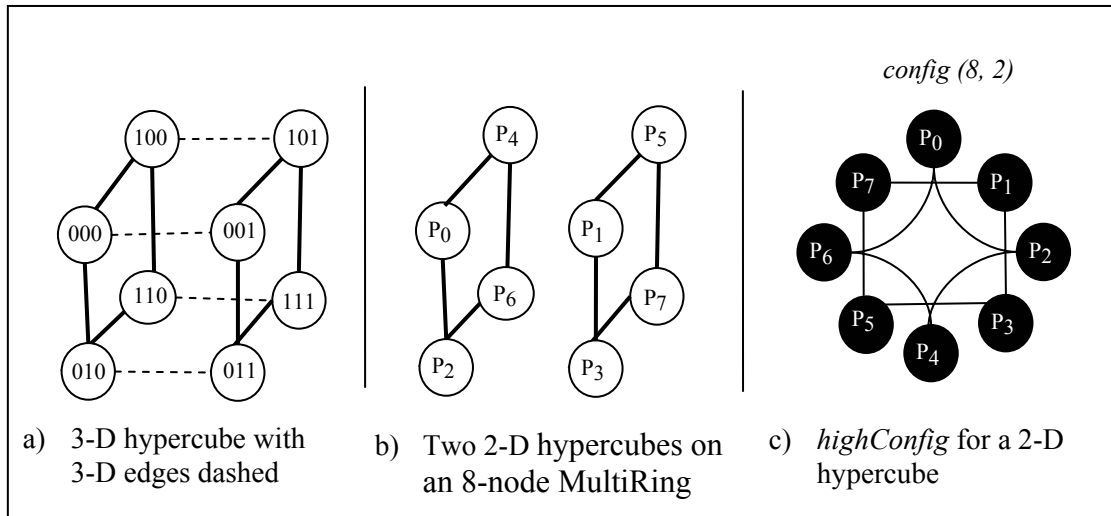 config (8, 2)
100
101
000
001
110
111
010
011
P4
P0
P6
P2
P5
P1
P7
P3
P0
P7
P1
P6
P2
P5
P3
P4
a) 3-D hypercube with
3-D edges dashed
b) Two 2-D hypercubes on
an 8-node MultiRing
c) highConfig for a 2-D
hypercube